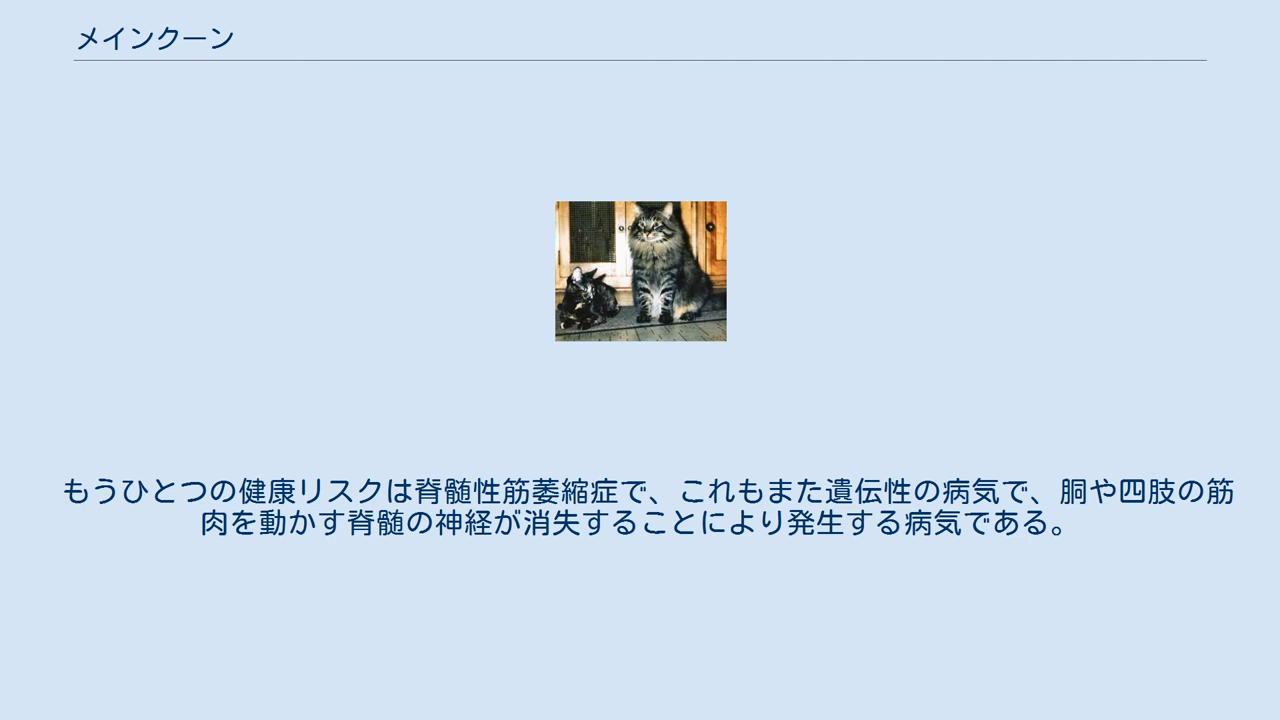 メインクーン
もうひとつの健康リスクは脊髄性筋萎縮症で、これもまた遺伝性の病気で、胴や四肢の筋
肉を動かす脊髄の神経が消失することにより発生する病気である。